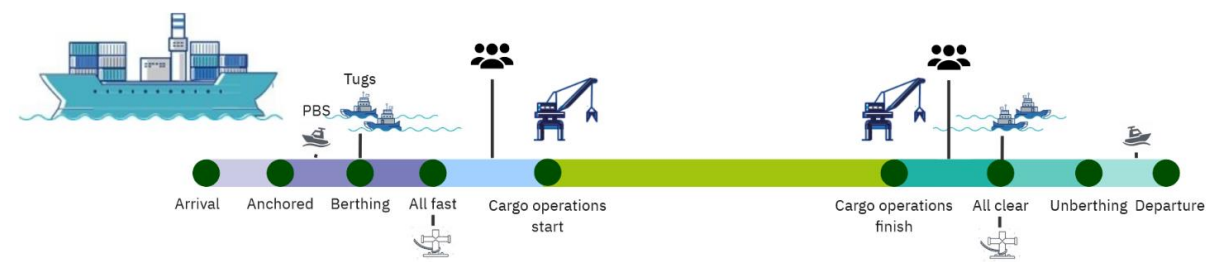 Tugs
PBS
Arrival Anchored Berthing All fast Cargo operations Cargo operations All clear Unberthing Departure
start finish